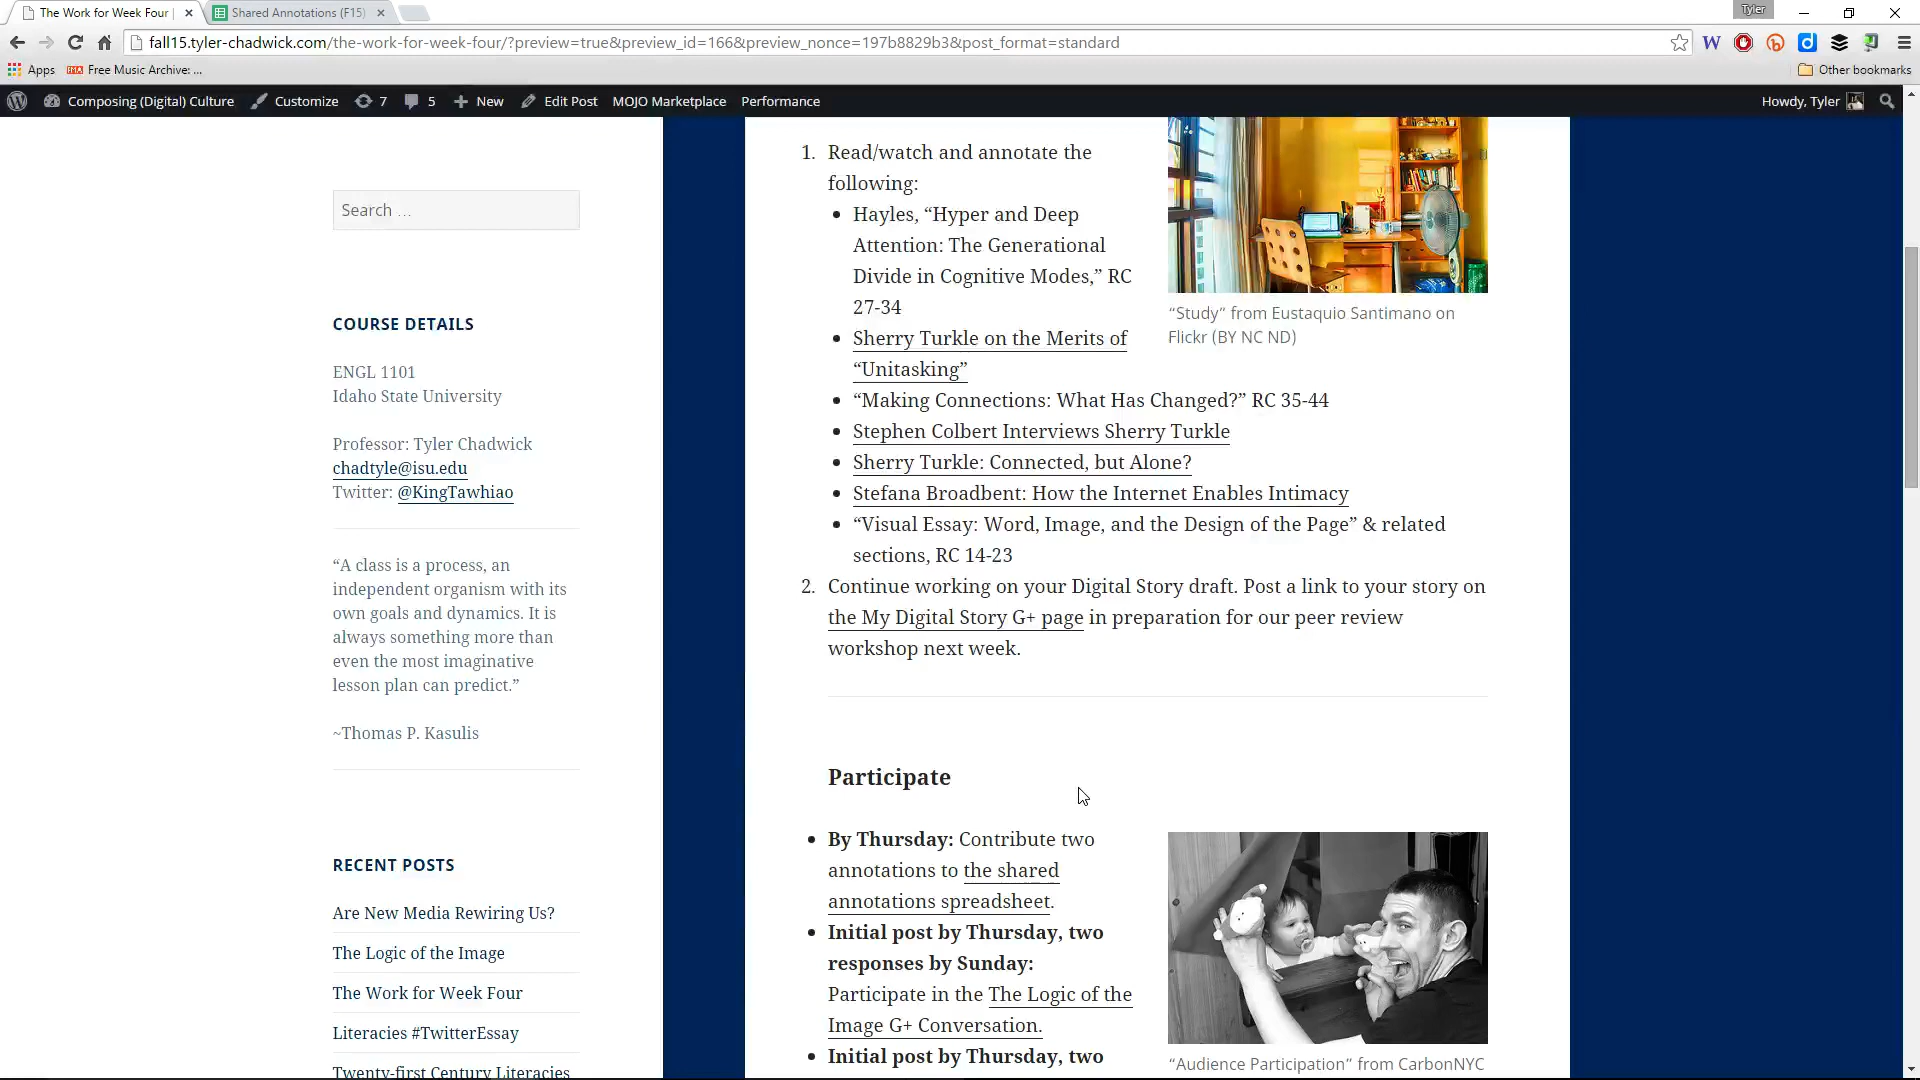 The Work for Week Four |
Shared Annotations (F15)
Tyler
fall15.tyler-chadwick.com/the-work-for-week-four/?preview=true&preview_id=166&preview_nonce=197b8829b3&post_format=standard
Apps
Free Music Archive: ...
Other bookmarks
Composing (Digital) Culture
Customize
7
5
New
Edit Post
MOJO Marketplace
Performance
Howdy, Tyler
Search …
COURSE DETAILS
ENGL 1101
Idaho State University
Professor: Tyler Chadwick
chadtyle@isu.edu
Twitter: @KingTawhiao
“A class is a process, an
independent organism with its
own goals and dynamics. It is
always something more than
even the most imaginative
lesson plan can predict.”
~Thomas P. Kasulis
RECENT POSTS
Are New Media Rewiring Us?
The Logic of the Image
The Work for Week Four
Literacies #TwitterEssay
Twenty-first Century Literacies
1. Read/watch and annotate the
following:
Hayles, “Hyper and Deep
Attention: The Generational
Divide in Cognitive Modes,” RC
27-34
Sherry Turkle on the Merits of
“Unitasking”
“Making Connections: What Has Changed?” RC 35-44
Stephen Colbert Interviews Sherry Turkle
Sherry Turkle: Connected, but Alone?
Stefana Broadbent: How the Internet Enables Intimacy
“Visual Essay: Word, Image, and the Design of the Page” & related
sections, RC 14-23
2. Continue working on your Digital Story draft. Post a link to your story on
the My Digital Story G+ page in preparation for our peer review
workshop next week.
“Study” from Eustaquio Santimano on
Flickr (BY NC ND)
Participate
By Thursday: Contribute two
annotations to the shared
annotations spreadsheet.
Initial post by Thursday, two
responses by Sunday:
Participate in the The Logic of the
Image G+ Conversation.
Initial post by Thursday, two
“Audience Participation” from CarbonNYC